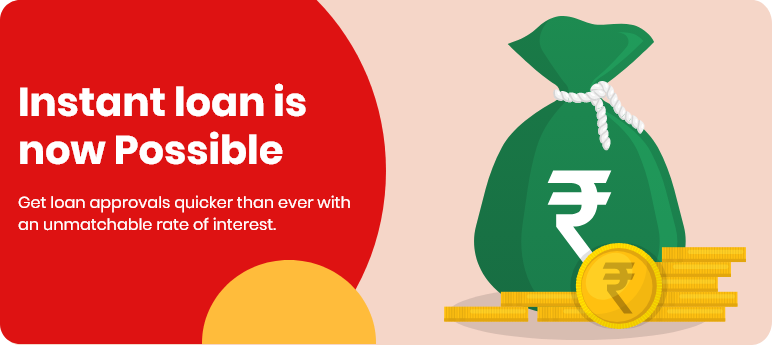 Instant loan is
now Possible
Get loan approvals quicker than ever with
an unmatchable rate of interest.
₹
₹